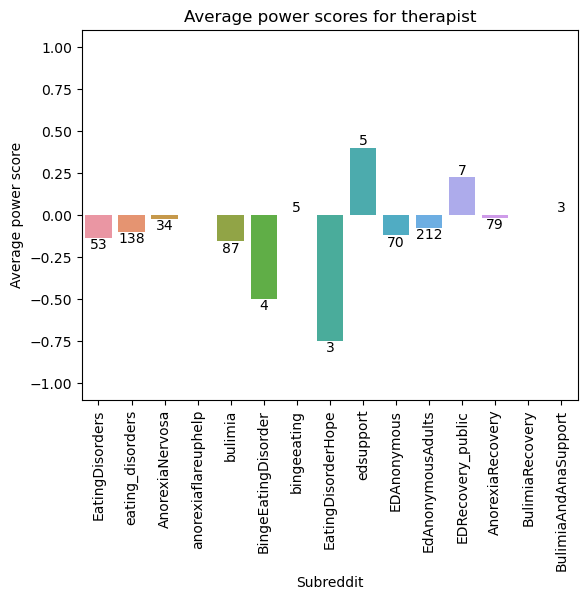 Average power scores for therapist
Average power score
1.00
0.75
0.50
0.25
0.00
−0.25
−0.50
−0.75
−1.00
53
138
34
87
4
5
3
5
70
212
7
79
3
EatingDisorders
eating_disorders
AnorexiaNervosa
anorexiaflareuphelp
bulimia
BingeEatingDisorder
bingeeating
EatingDisorderHope
edsupport
EDAnonymous
EdAnonymousAdults
EDRecovery_public
AnorexiaRecovery
BulimiaRecovery
BulimiaAndAnaSupport
Subreddit